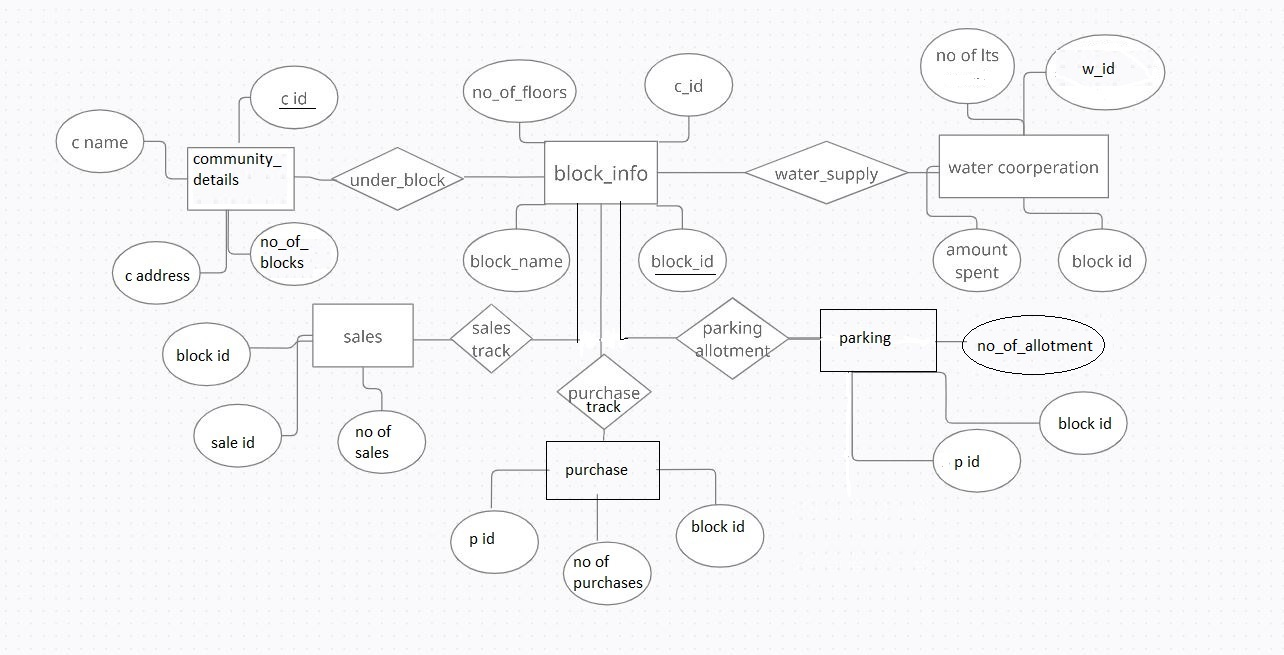 no of lts
w_id
c_id
no_of_floors
c id
c name
community_
details
under_block
block_info
water_supply
water coorperation
c address
no_of_
blocks
block_name
block_id
amount
spent
block id
sales
sales
track
parking
allotment
parking
no_of_allotment
block id
sale id
no of
sales
purchase
track
block id
p id
purchase
p id
no of
purchases
block id